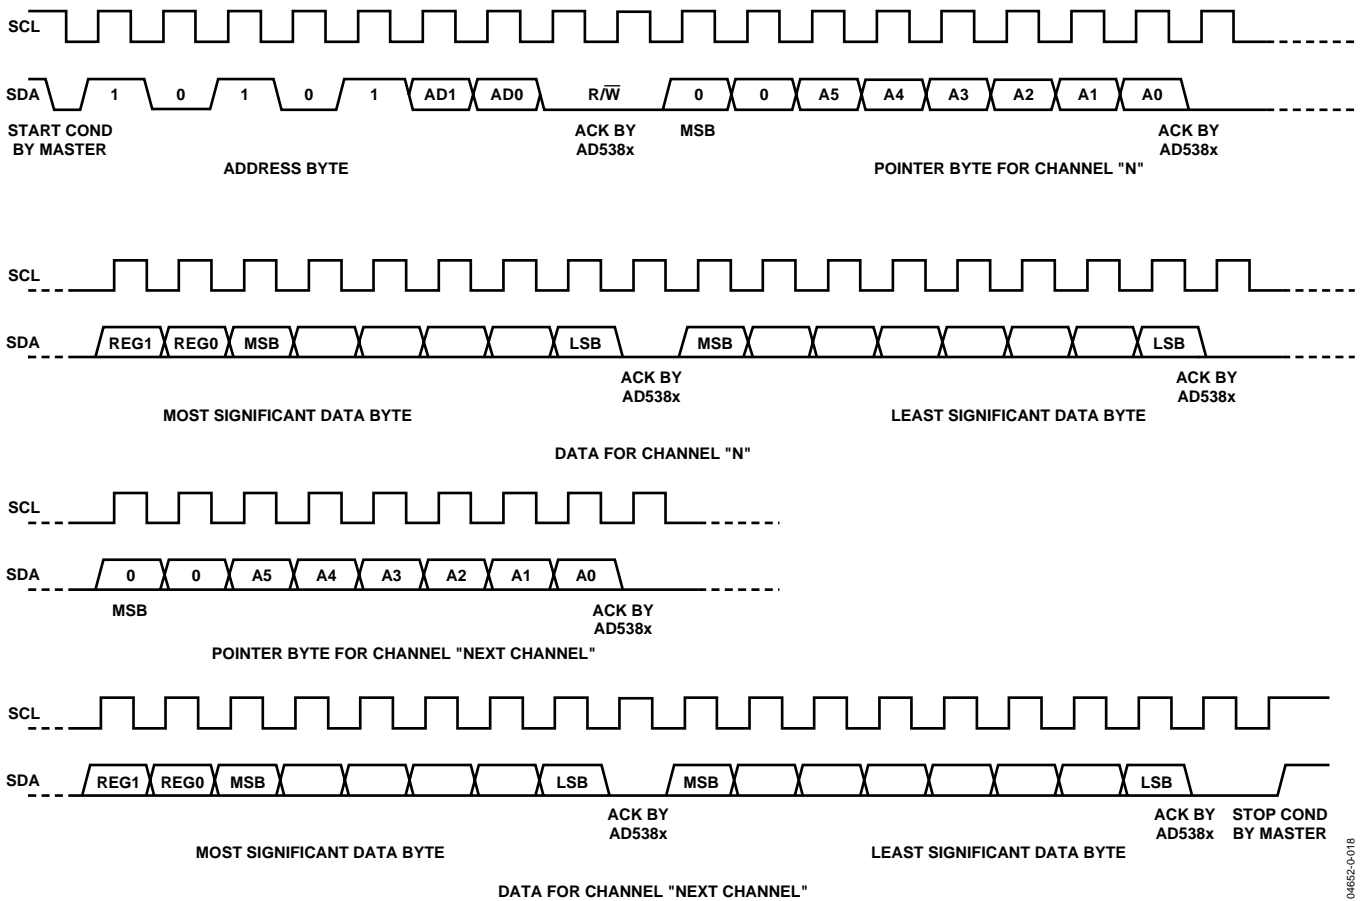 SCL
SDA 1 0 1 0 1 AD1 AD0 R/W̅ 0 0 A5 A4 A3 A2 A1 A0
START COND BY MASTER
ACK BY AD538x
MSB
ACK BY AD538x
ADDRESS BYTE
POINTER BYTE FOR CHANNEL "N"
SCL
SDA REG1 REG0 MSB LSB MSB LSB
ACK BY AD538x
ACK BY AD538x
MOST SIGNIFICANT DATA BYTE
LEAST SIGNIFICANT DATA BYTE
DATA FOR CHANNEL "N"
SCL
SDA 0 0 A5 A4 A3 A2 A1 A0
MSB
ACK BY AD538x
POINTER BYTE FOR CHANNEL "NEXT CHANNEL"
SCL
SDA REG1 REG0 MSB LSB MSB LSB
ACK BY AD538x
ACK BY AD538x
STOP COND BY MASTER
MOST SIGNIFICANT DATA BYTE
LEAST SIGNIFICANT DATA BYTE
DATA FOR CHANNEL "NEXT CHANNEL"
04652-0-018